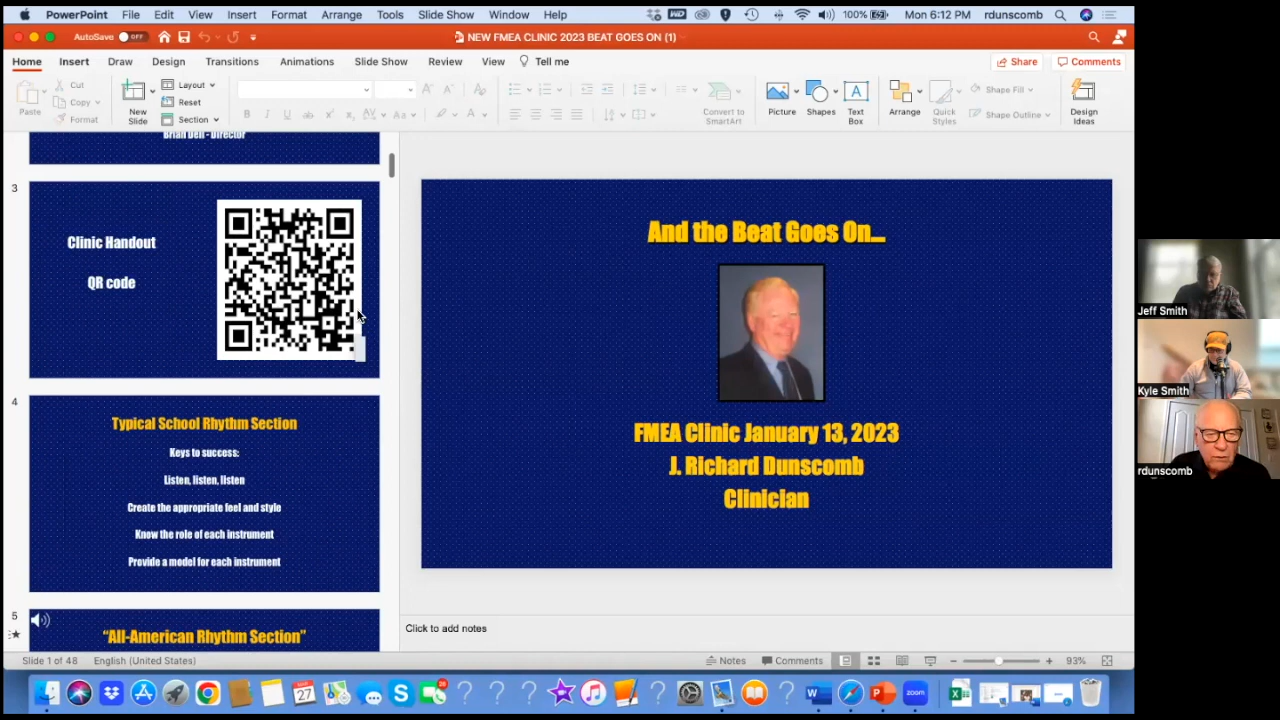 PowerPoint File Edit View Insert Format Arrange Tools Slide Show Window Help 100% Mon 6:12 PM rdunscomb
AutoSave OFF NEW FMEA CLINIC 2023 BEAT GOES ON (1)
Home Insert Draw Design Transitions Animations Slide Show Review View Tell me Share Comments
Paste Cut Copy Format
New Slide Layout Reset Section
B I U
Convert to SmartArt
Picture Shapes Text Box Arrange Quick Styles Shape Fill Shape Outline Design Ideas
Brian Dell - Director
3
Clinic Handout
QR code
4
Typical School Rhythm Section
Keys to success:
Listen, listen, listen
Create the appropriate feel and style
Know the role of each instrument
Provide a model for each instrument
5
"All-American Rhythm Section"
And the Beat Goes On...
FMEA Clinic January 13, 2023
J. Richard Dunscomb
Clinician
Click to add notes
Slide 1 of 48 English (United States) Notes Comments 93%
Jeff Smith
Kyle Smith
rdunscomb
27
zoom